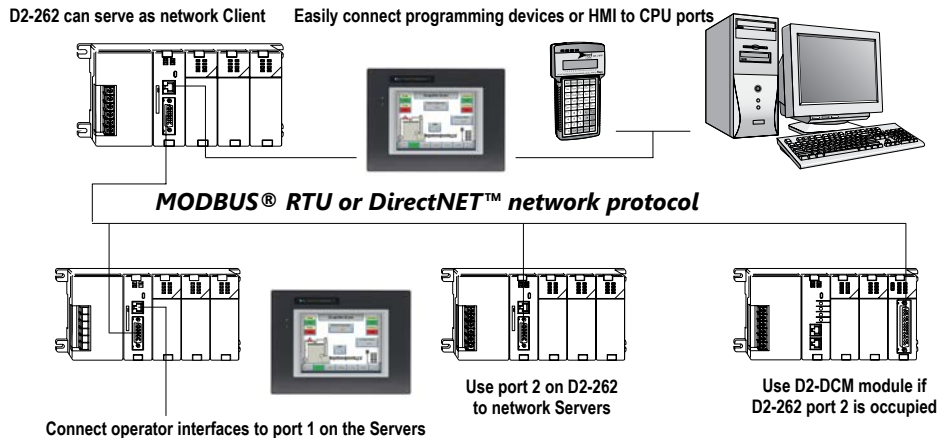 D2-262 can serve as network Client
Easily connect programming devices or HMI to CPU ports
MODBUS® RTU or DirectNET™ network protocol
Use port 2 on D2-262
to network Servers
Use D2-DCM module if
D2-262 port 2 is occupied
Connect operator interfaces to port 1 on the Servers